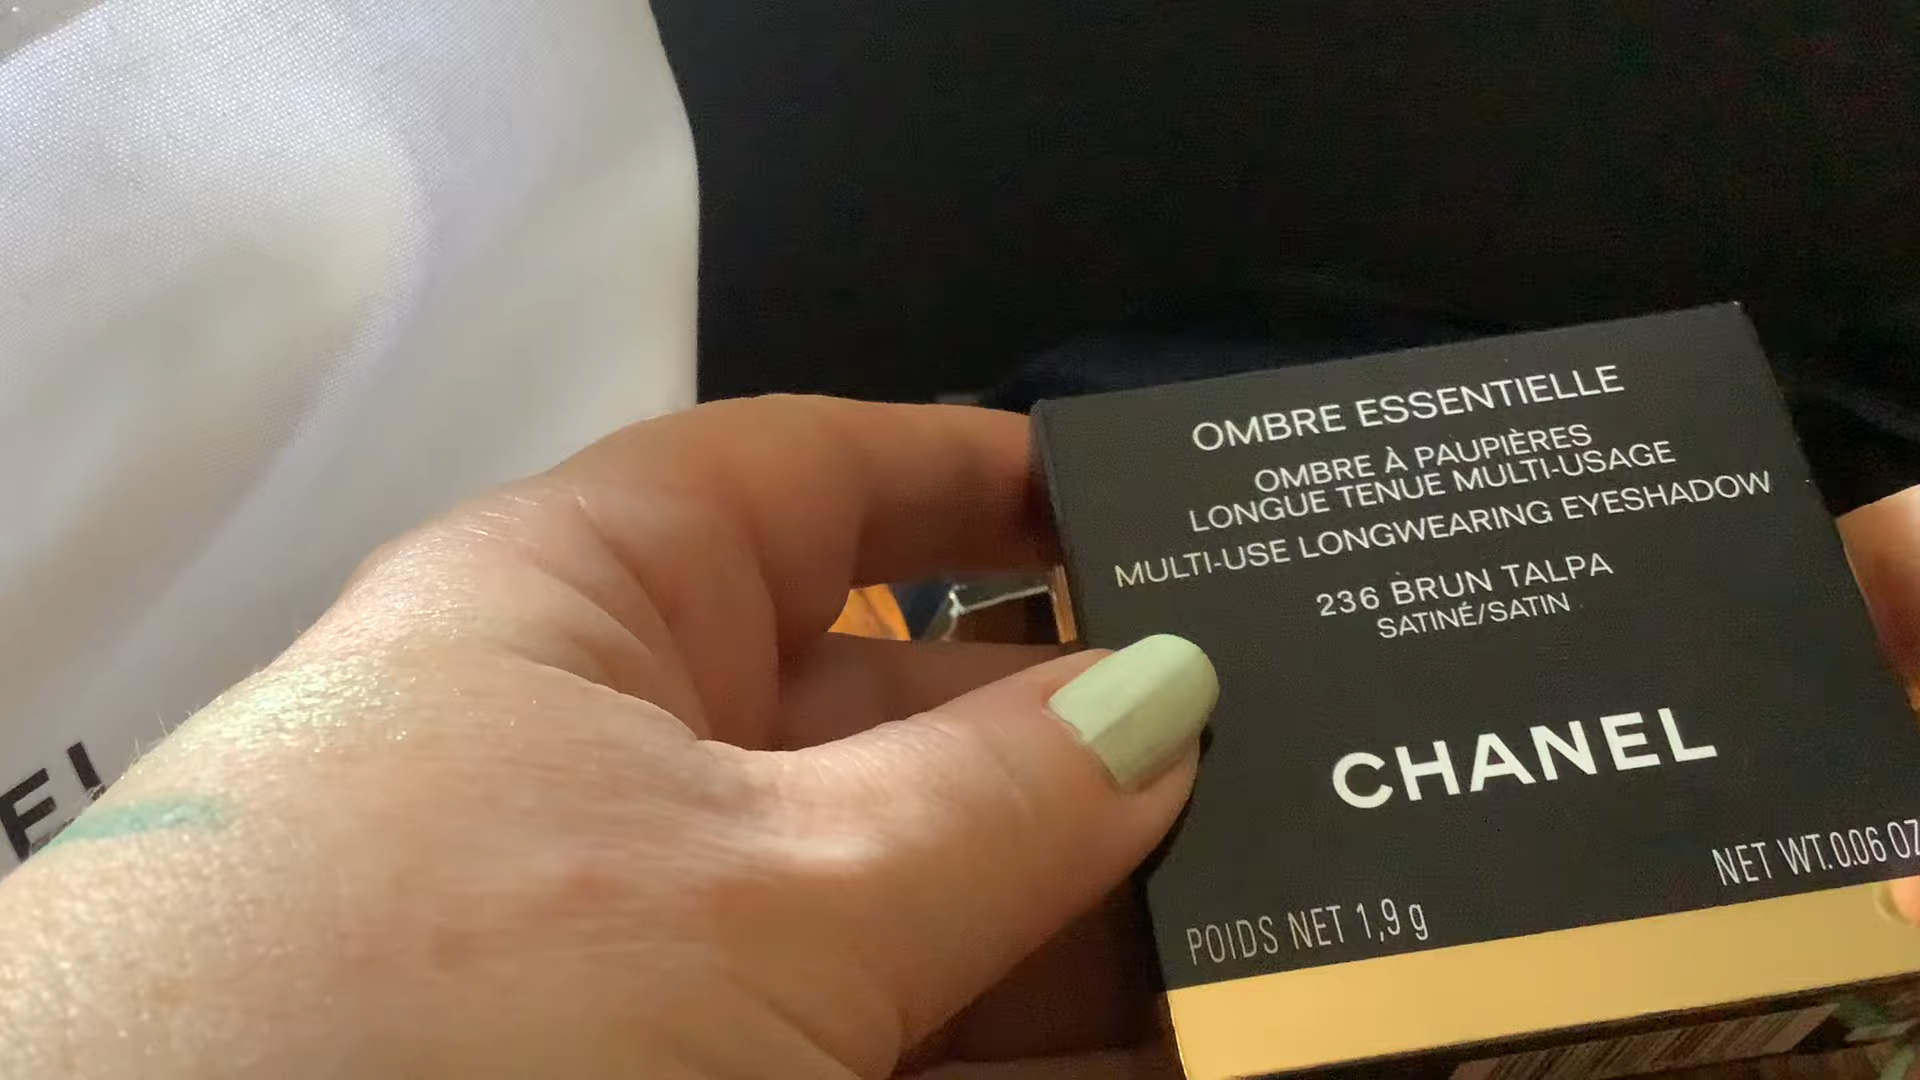 OMBRE ESSENTIELLE
OMBRE À PAUPIÈRES
LONGUE TENUE MULTI-USAGE
MULTI-USE LONGWEARING EYESHADOW
236 BRUN TALPA
SATINÉ/SATIN
CHANEL
NET WT. 0.06 OZ
POIDS NET 1,9 g